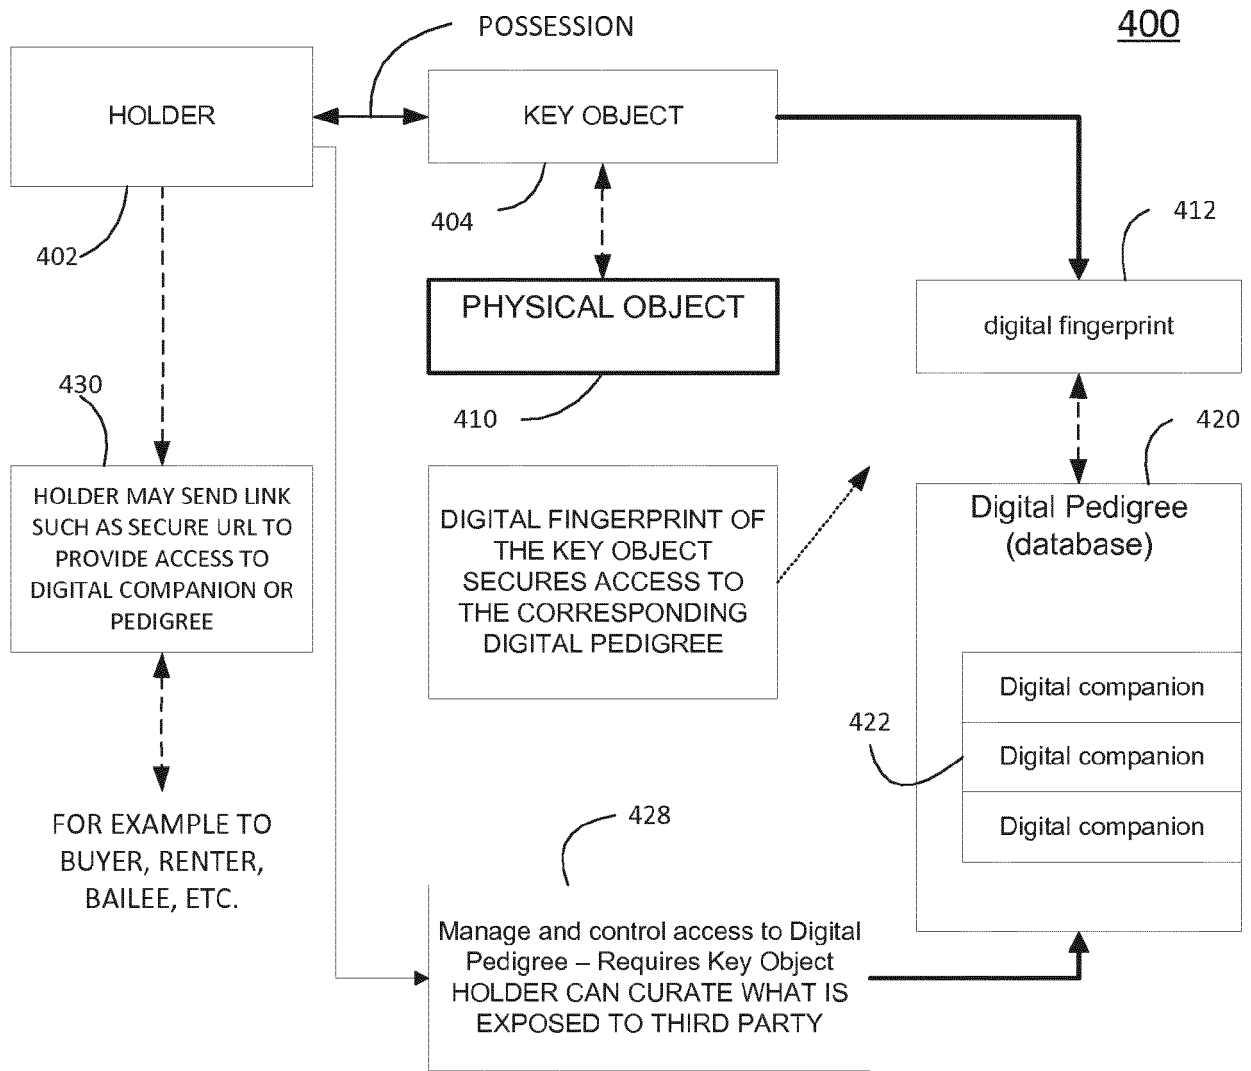 400
POSSESSION
HOLDER
KEY OBJECT
402
404
412
PHYSICAL OBJECT
digital fingerprint
410
430
420
HOLDER MAY SEND LINK
SUCH AS SECURE URL TO
PROVIDE ACCESS TO
DIGITAL COMPANION OR
PEDIGREE
DIGITAL FINGERPRINT OF
THE KEY OBJECT
SECURES ACCESS TO
THE CORRESPONDING
DIGITAL PEDIGREE
Digital Pedigree
(database)
Digital companion
422
Digital companion
Digital companion
FOR EXAMPLE TO
BUYER, RENTER,
BAILEE, ETC.
428
Manage and control access to Digital
Pedigree – Requires Key Object
HOLDER CAN CURATE WHAT IS
EXPOSED TO THIRD PARTY